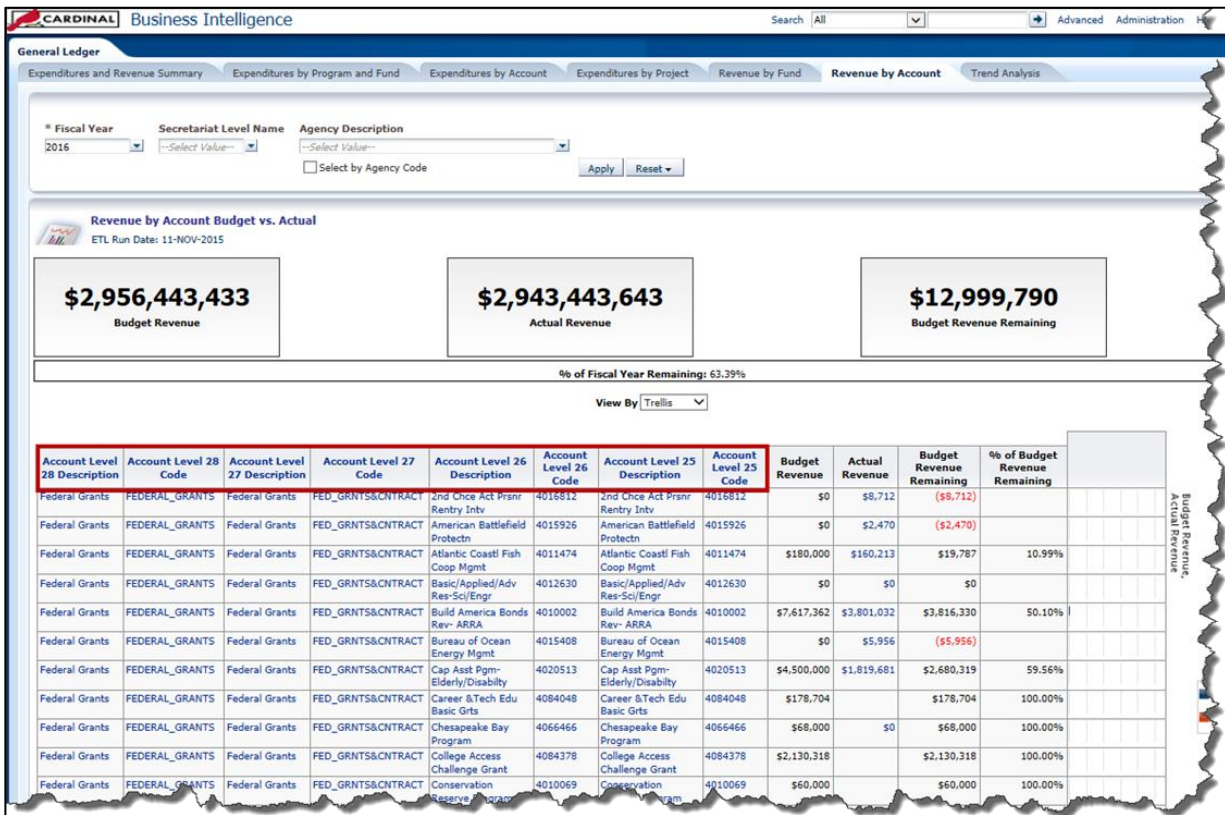 CARDINAL Business Intelligence Search All Advanced Administration
General Ledger
Expenditures and Revenue Summary Expenditures by Program and Fund Expenditures by Account Expenditures by Project Revenue by Fund Revenue by Account Trend Analysis
* Fiscal Year Secretariat Level Name Agency Description
2016 --Select Value-- --Select Value--
Select by Agency Code Apply Reset
Revenue by Account Budget vs. Actual
ETL Run Date: 11-NOV-2015
$2,956,443,433 $2,943,443,643 $12,999,790
Budget Revenue Actual Revenue Budget Revenue Remaining
% of Fiscal Year Remaining: 63.39%
View By Trellis
Account Level 28 Description Account Level 28 Code Account Level 27 Description Account Level 27 Code Account Level 26 Description Account Level 26 Code Account Level 25 Description Account Level 25 Code Budget Revenue Actual Revenue Budget Revenue Remaining % of Budget Revenue Remaining
Federal Grants FEDERAL_GRANTS Federal Grants FED_GRNTS&CNTRACT 2nd Chce Act Prsnr Rentry Intv 4016812 2nd Chce Act Prsnr Rentry Intv 4016812 $0 $8,712 ($8,712)
Federal Grants FEDERAL_GRANTS Federal Grants FED_GRNTS&CNTRACT American Battlefield Protectn 4015926 American Battlefield Protectn 4015926 $0 $2,470 ($2,470)
Federal Grants FEDERAL_GRANTS Federal Grants FED_GRNTS&CNTRACT Atlantic Coastl Fish Coop Mgmt 4011474 Atlantic Coastl Fish Coop Mgmt 4011474 $180,000 $160,213 $19,787 10.99%
Federal Grants FEDERAL_GRANTS Federal Grants FED_GRNTS&CNTRACT Basic/Applied/Adv Res-Sci/Engr 4012630 Basic/Applied/Adv Res-Sci/Engr 4012630 $0 $0 $0
Federal Grants FEDERAL_GRANTS Federal Grants FED_GRNTS&CNTRACT Build America Bonds Rev- ARRA 4010002 Build America Bonds Rev- ARRA 4010002 $7,617,362 $3,801,032 $3,816,330 50.10%
Federal Grants FEDERAL_GRANTS Federal Grants FED_GRNTS&CNTRACT Bureau of Ocean Energy Mgmt 4015408 Bureau of Ocean Energy Mgmt 4015408 $0 $5,956 ($5,956)
Federal Grants FEDERAL_GRANTS Federal Grants FED_GRNTS&CNTRACT Cap Asst Pgm-Elderly/Disabilty 4020513 Cap Asst Pgm-Elderly/Disabilty 4020513 $4,500,000 $1,819,681 $2,680,319 59.56%
Federal Grants FEDERAL_GRANTS Federal Grants FED_GRNTS&CNTRACT Career &Tech Edu Basic Grts 4084048 Career &Tech Edu Basic Grts 4084048 $178,704 $178,704 100.00%
Federal Grants FEDERAL_GRANTS Federal Grants FED_GRNTS&CNTRACT Chesapeake Bay Program 4066466 Chesapeake Bay Program 4066466 $68,000 $0 $68,000 100.00%
Federal Grants FEDERAL_GRANTS Federal Grants FED_GRNTS&CNTRACT College Access Challenge Grant 4084378 College Access Challenge Grant 4084378 $2,130,318 $2,130,318 100.00%
Federal Grants FEDERAL_GRANTS Federal Grants FED_GRNTS&CNTRACT Conservation Reserve Program 4010069 Conservation 4010069 $60,000 $60,000 100.00%
Budget Revenue,
Actual Revenue